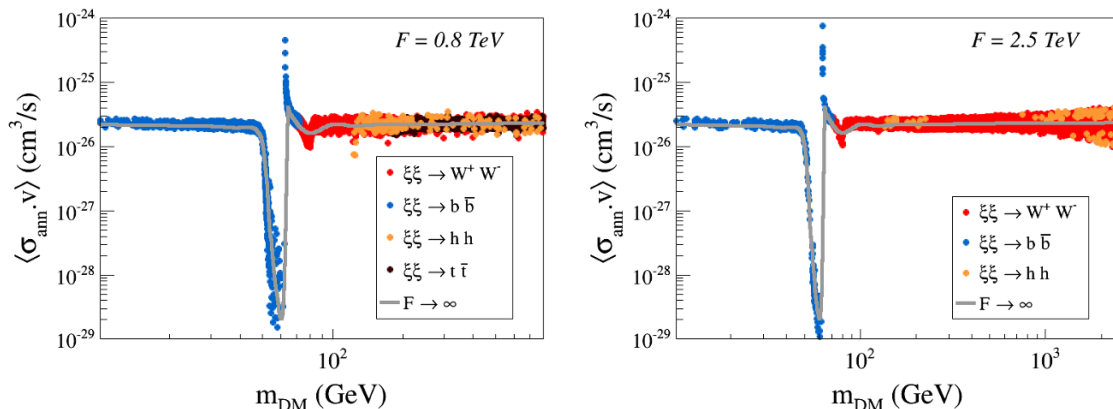 F = 0.8 TeV
10⁻²⁴
10⁻²⁵
10⁻²⁶
10⁻²⁷
10⁻²⁸
10⁻²⁹
⟨σ_ann.v⟩ (cm³/s)
ξξ → W⁺ W⁻
ξξ → b b̄
ξξ → h h
ξξ → t t̄
F → ∞
10²
m_DM (GeV)
F = 2.5 TeV
10⁻²⁴
10⁻²⁵
10⁻²⁶
10⁻²⁷
10⁻²⁸
10⁻²⁹
⟨σ_ann.v⟩ (cm³/s)
ξξ → W⁺ W⁻
ξξ → b b̄
ξξ → h h
F → ∞
10²
10³
m_DM (GeV)